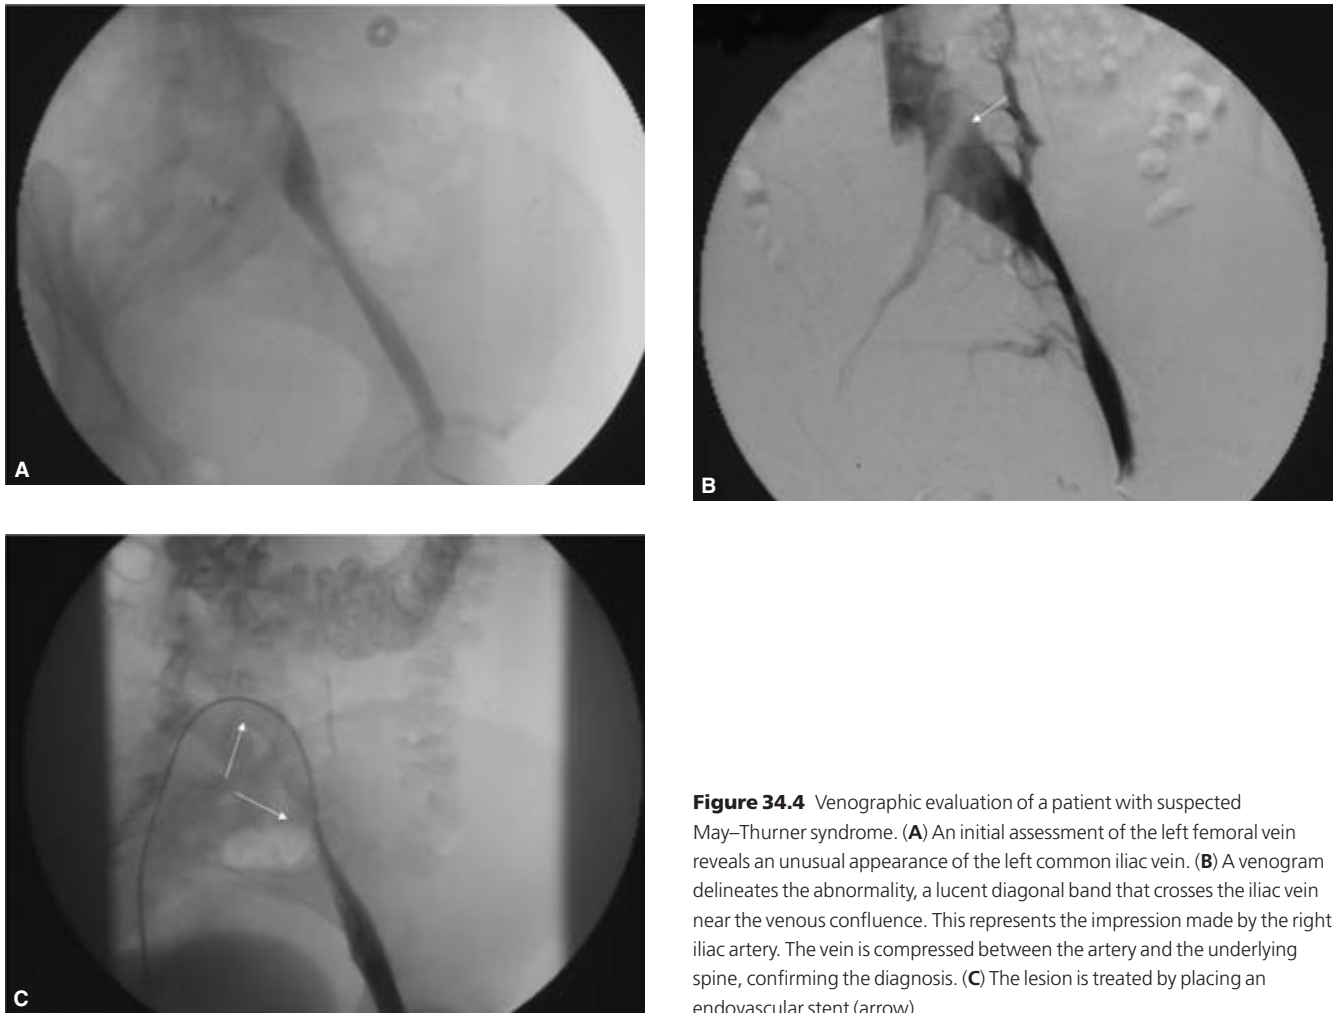 A
B
C
Figure 34.4 Venographic evaluation of a patient with suspected
May–Thurner syndrome. (A) An initial assessment of the left femoral vein
reveals an unusual appearance of the left common iliac vein. (B) A venogram
delineates the abnormality, a lucent diagonal band that crosses the iliac vein
near the venous confluence. This represents the impression made by the right
iliac artery. The vein is compressed between the artery and the underlying
spine, confirming the diagnosis. (C) The lesion is treated by placing an
endovascular stent (arrow).